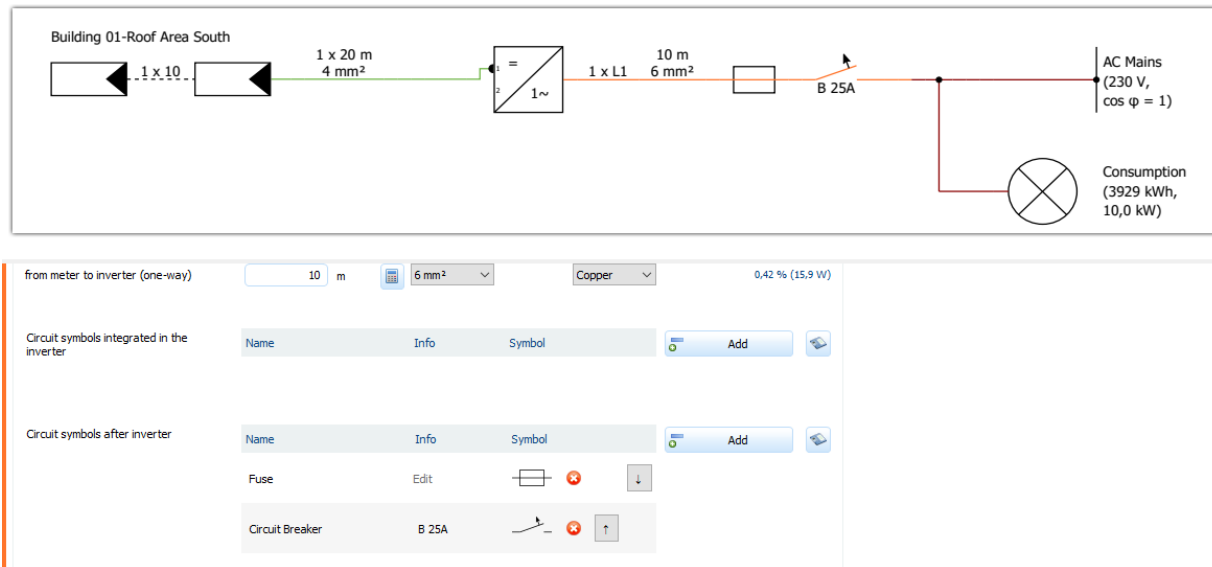 Building 01-Roof Area South
1 x 10
1 x 20 m
4 mm²
1
2
=
1~
1 x L1
10 m
6 mm²
B 25A
AC Mains
(230 V,
cos φ = 1)
Consumption
(3929 kWh,
10,0 kW)
from meter to inverter (one-way) 10 m 6 mm² Copper 0,42 % (15,9 W)
Circuit symbols integrated in the
inverter
Name Info Symbol Add
Circuit symbols after inverter
Name Info Symbol Add
Fuse Edit ↓
Circuit Breaker B 25A ↑